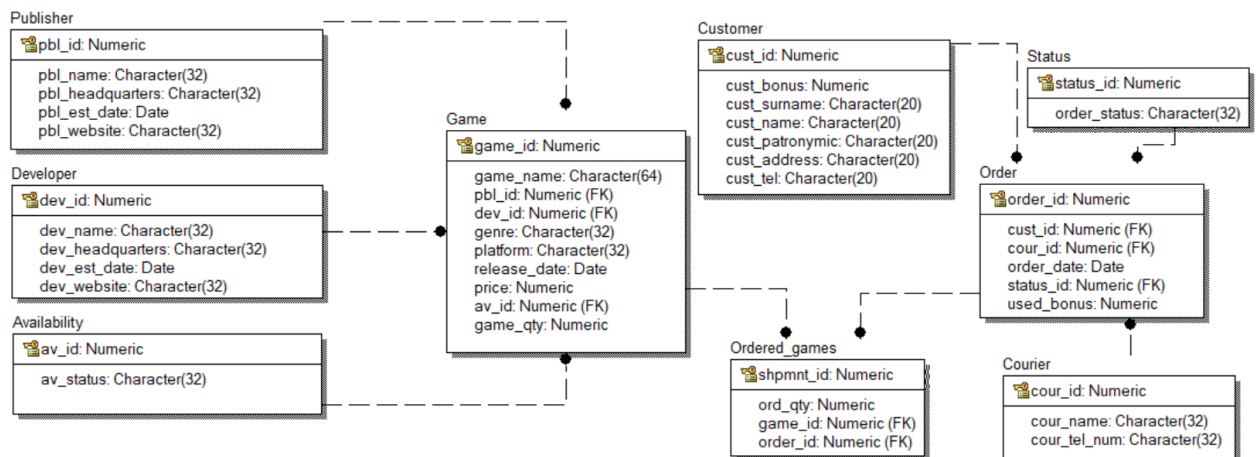 Publisher
pbl_id: Numeric
pbl_name: Character(32)
pbl_headquarters: Character(32)
pbl_est_date: Date
pbl_website: Character(32)
Developer
dev_id: Numeric
dev_name: Character(32)
dev_headquarters: Character(32)
dev_est_date: Date
dev_website: Character(32)
Availability
av_id: Numeric
av_status: Character(32)
Game
game_id: Numeric
game_name: Character(64)
pbl_id: Numeric (FK)
dev_id: Numeric (FK)
genre: Character(32)
platform: Character(32)
release_date: Date
price: Numeric
av_id: Numeric (FK)
game_qty: Numeric
Customer
cust_id: Numeric
cust_bonus: Numeric
cust_surname: Character(20)
cust_name: Character(20)
cust_patronymic: Character(20)
cust_address: Character(20)
cust_tel: Character(20)
Ordered_games
shpmnt_id: Numeric
ord_qty: Numeric
game_id: Numeric (FK)
order_id: Numeric (FK)
Status
status_id: Numeric
order_status: Character(32)
Order
order_id: Numeric
cust_id: Numeric (FK)
cour_id: Numeric (FK)
order_date: Date
status_id: Numeric (FK)
used_bonus: Numeric
Courier
cour_id: Numeric
cour_name: Character(32)
cour_tel_num: Character(32)